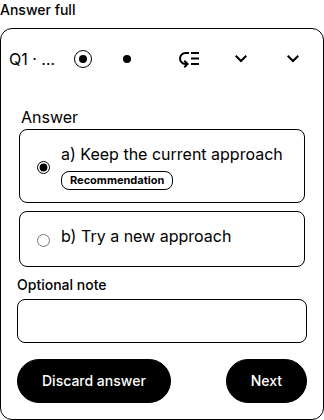 Answer full
Q1 · ...
Answer
a) Keep the current approach
Recommendation
b) Try a new approach
Optional note
Discard answer
Next